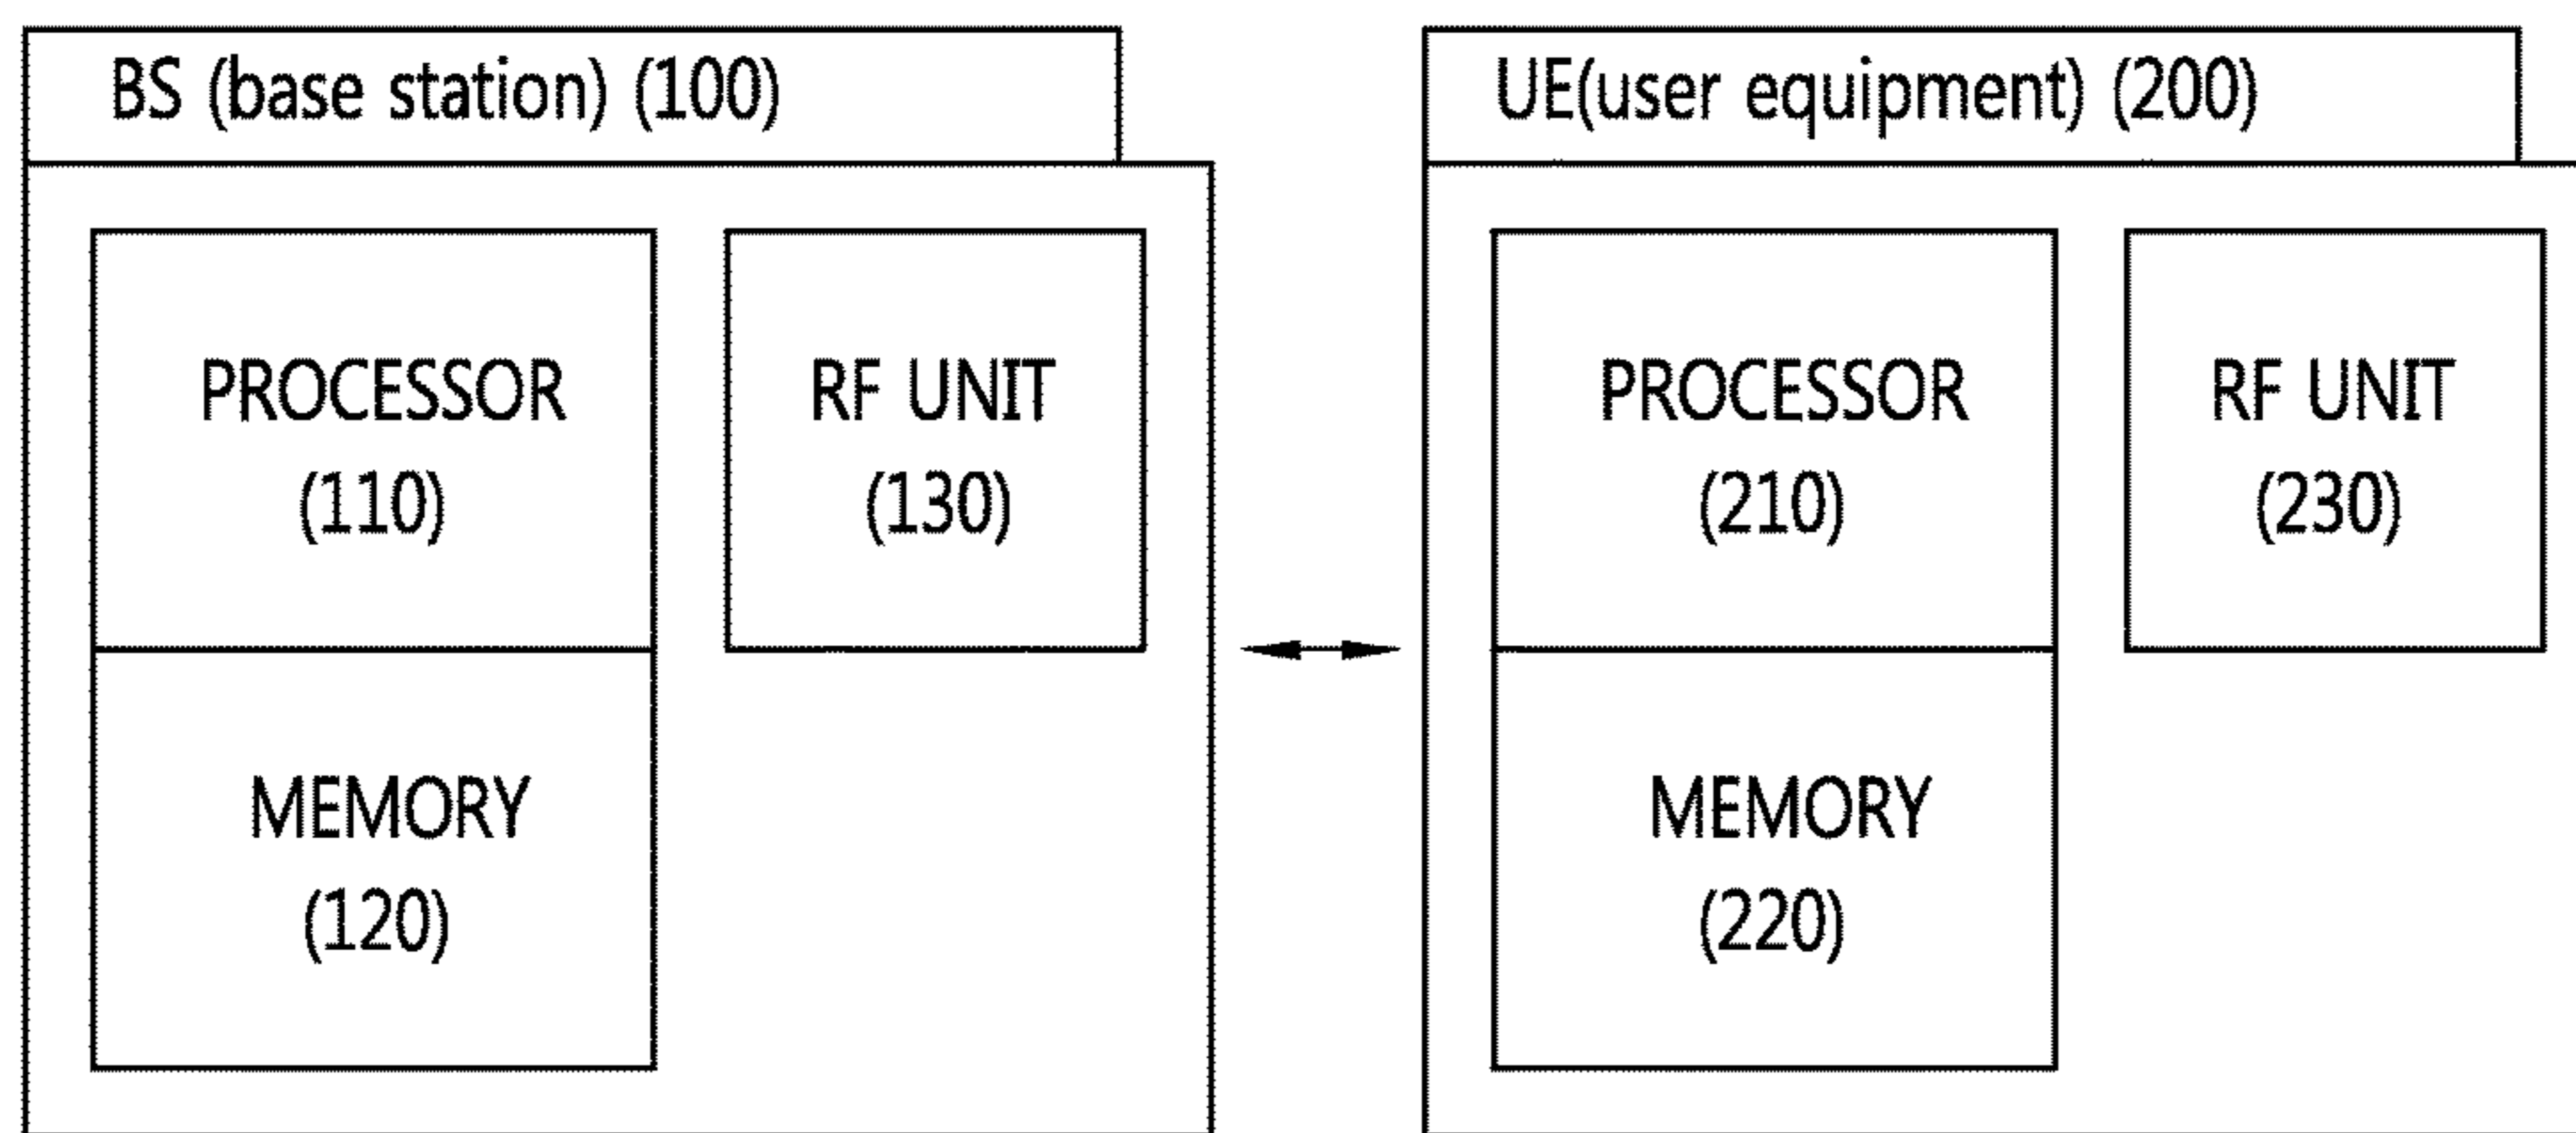 BS (base station) (100)
PROCESSOR
(110)
RF UNIT
(130)
MEMORY
(120)
UE(user equipment) (200)
PROCESSOR
(210)
RF UNIT
(230)
MEMORY
(220)